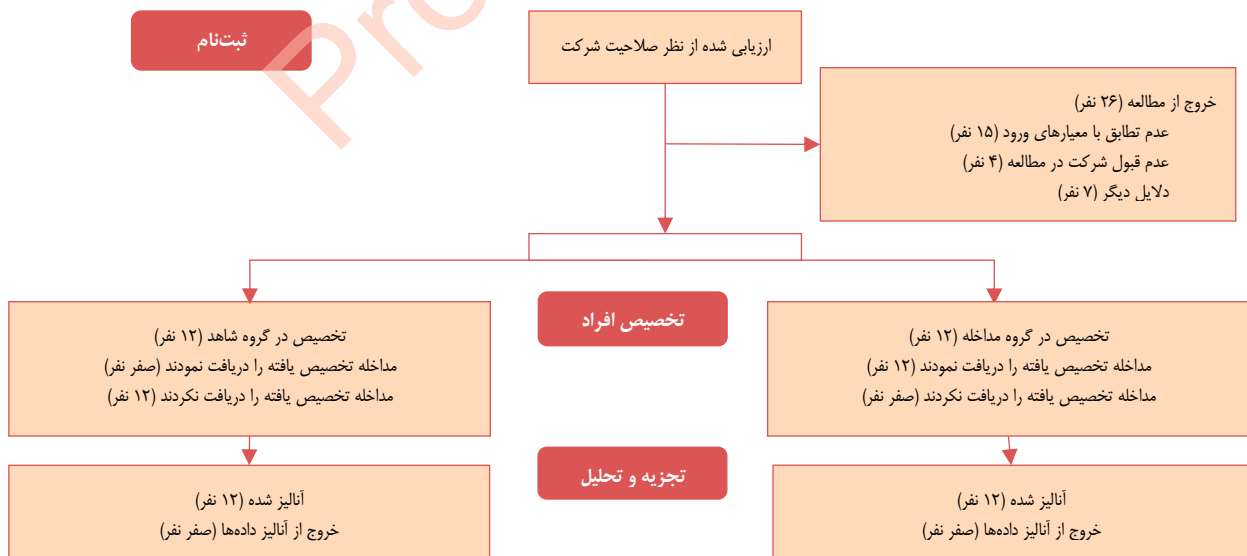 ثبت‌نام
ارزیابی شده از نظر صلاحیت شرکت
خروج از مطالعه (۲۶ نفر)
عدم تطابق با معیارهای ورود (۱۵ نفر)
عدم قبول شرکت در مطالعه (۴ نفر)
دلایل دیگر (۷ نفر)
تخصیص افراد
تخصیص در گروه مداخله (۱۲ نفر)
مداخله تخصیص یافته را دریافت نمودند (۱۲ نفر)
مداخله تخصیص یافته را دریافت نکردند (صفر نفر)
تخصیص در گروه شاهد (۱۲ نفر)
مداخله تخصیص یافته را دریافت نمودند (صفر نفر)
مداخله تخصیص یافته را دریافت نکردند (۱۲ نفر)
تجزیه و تحلیل
آنالیز شده (۱۲ نفر)
خروج از آنالیز داده‌ها (صفر نفر)
آنالیز شده (۱۲ نفر)
خروج از آنالیز داده‌ها (صفر نفر)